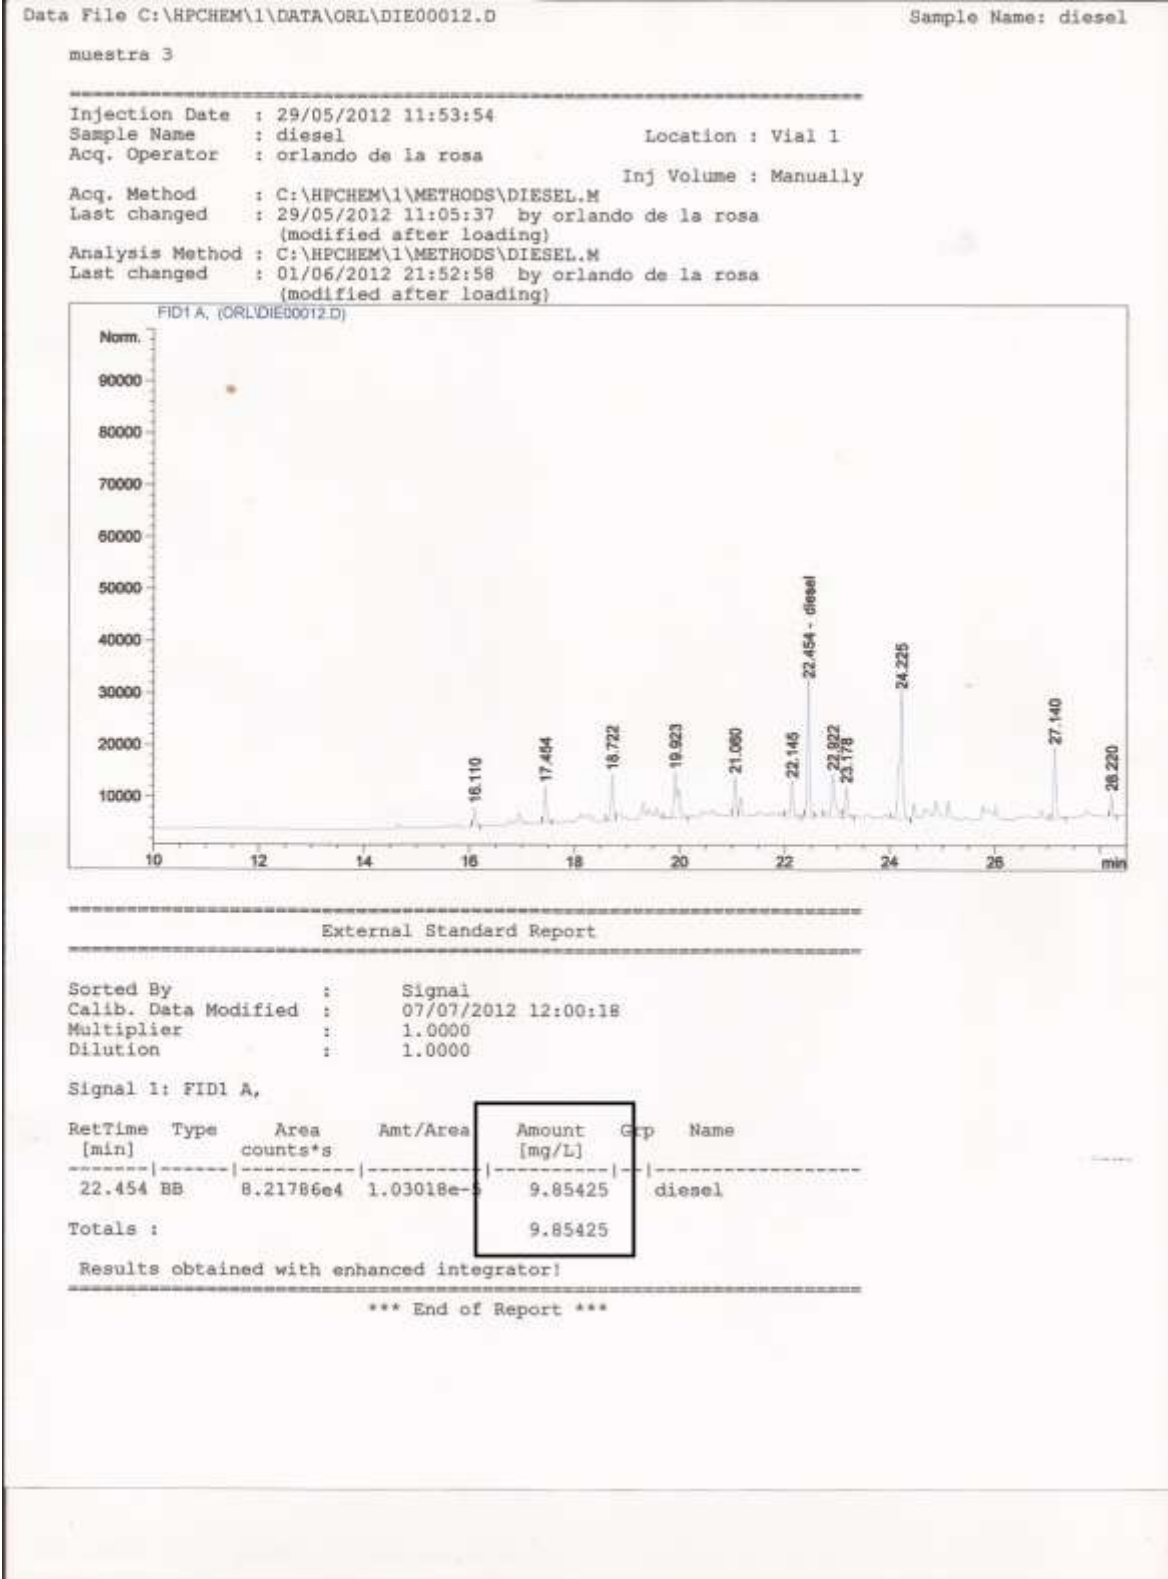 Data File C:\HPCHEM\1\DATA\ORL\DIE00012.D Sample Name: diesel
muestra 3
=====================================================================
Injection Date : 29/05/2012 11:53:54
Sample Name : diesel Location : Vial 1
Acq. Operator : orlando de la rosa
Inj Volume : Manually
Acq. Method : C:\HPCHEM\1\METHODS\DIESEL.M
Last changed : 29/05/2012 11:05:37 by orlando de la rosa
(modified after loading)
Analysis Method : C:\HPCHEM\1\METHODS\DIESEL.M
Last changed : 01/06/2012 21:52:58 by orlando de la rosa
(modified after loading)
FID1 A, (ORL\DIE00012.D)
Norm.
90000
80000
70000
60000
50000
40000
30000
20000
10000
16.110
17.454
18.722
19.923
21.060
22.145
22.454 - diesel
22.922
23.178
24.225
27.140
28.220
10 12 14 16 18 20 22 24 26 min
=====================================================================
External Standard Report
=====================================================================
Sorted By : Signal
Calib. Data Modified : 07/07/2012 12:00:18
Multiplier : 1.0000
Dilution : 1.0000
Signal 1: FID1 A,
RetTime Type Area Amt/Area Amount Grp Name
[min] counts*s [mg/L]
-------|------|----------|----------|----------|--|------------------
22.454 BB 8.21786e4 1.03018e-5 9.85425 diesel
Totals : 9.85425
Results obtained with enhanced integrator!
=====================================================================
*** End of Report ***